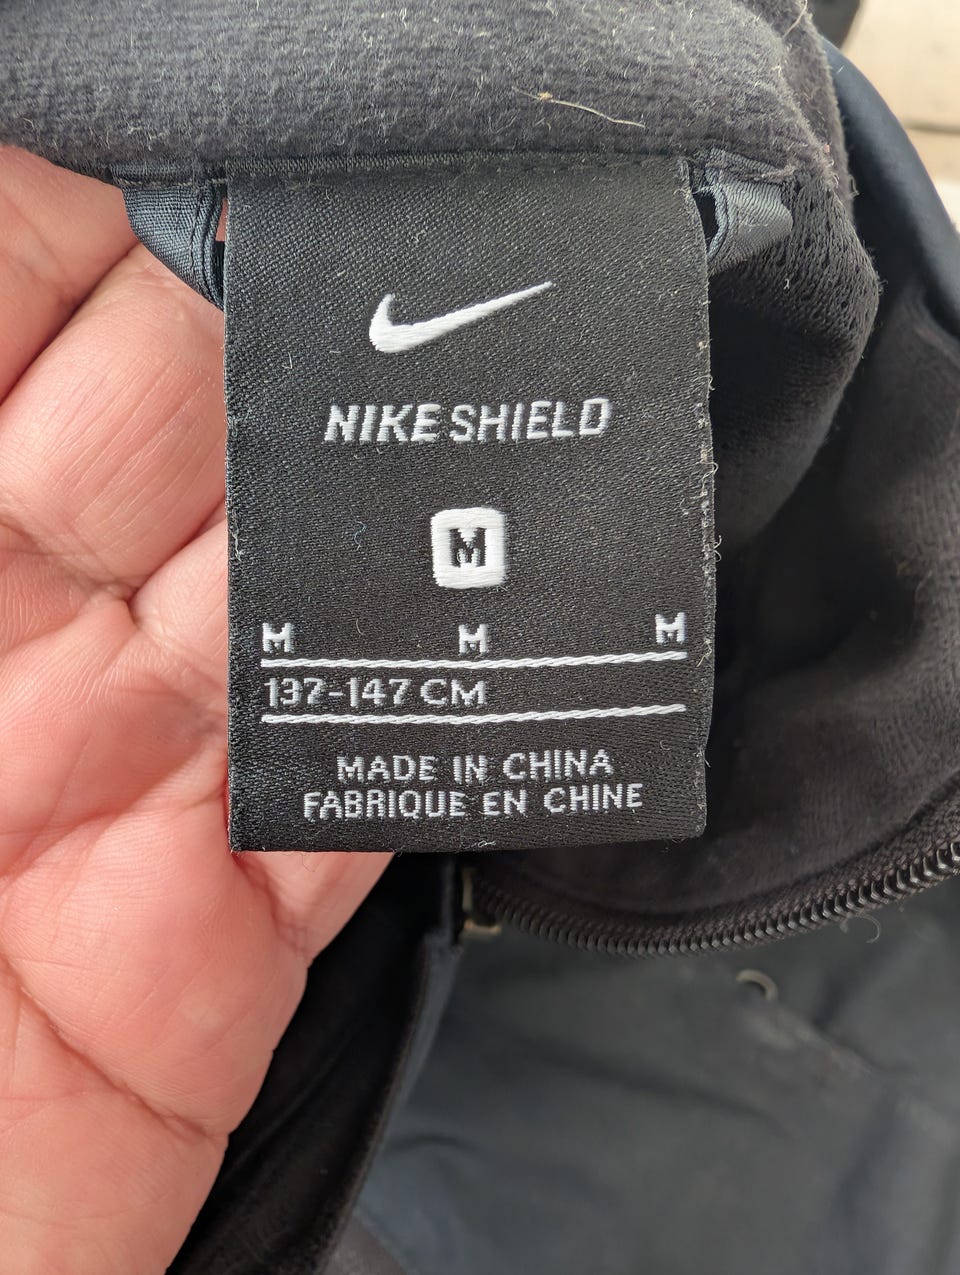 NIKE SHIELD
M
M M M
137-147 CM
MADE IN CHINA
FABRIQUE EN CHINE